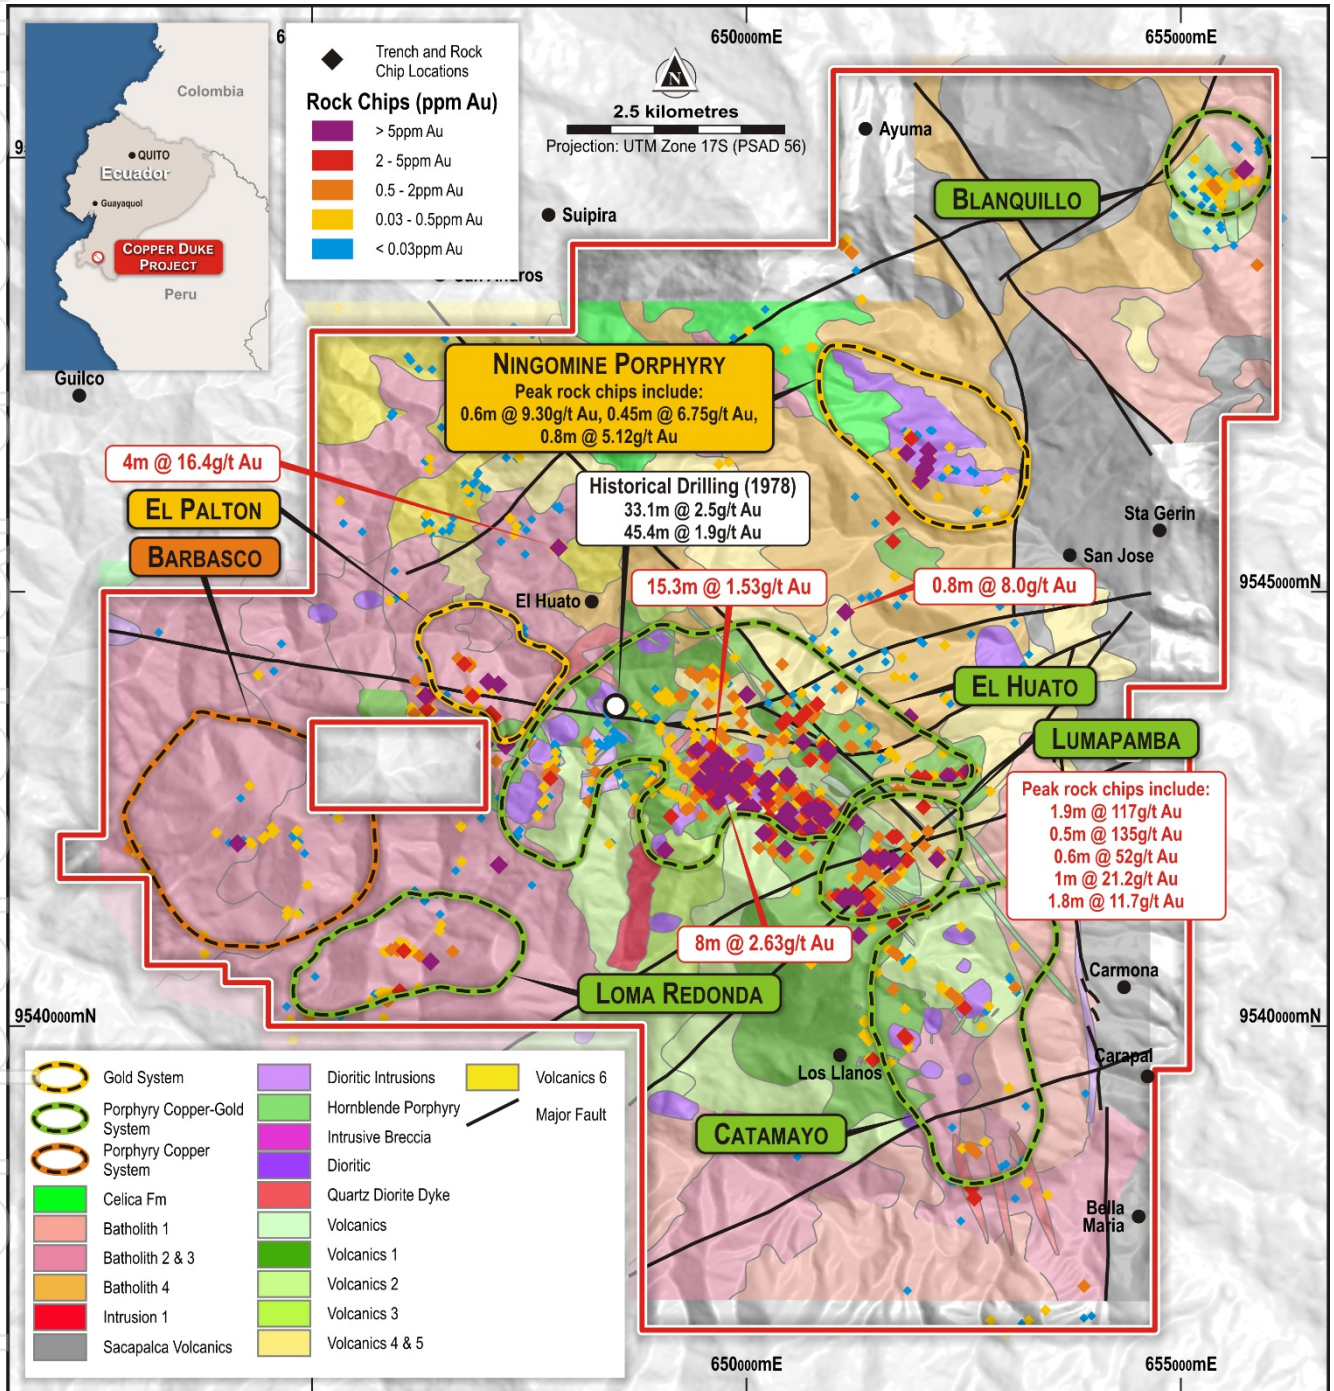 Colombia
QUITO
Ecuador
Guayaquol
COPPER DUKE
PROJECT
Peru
Trench and Rock
Chip Locations
Rock Chips (ppm Au)
> 5ppm Au
2 - 5ppm Au
0.5 - 2ppm Au
0.03 - 0.5ppm Au
< 0.03ppm Au
650000mE
655000mE
N
2.5 kilometres
Projection: UTM Zone 17S (PSAD 56)
Ayuma
BLANQUILLO
Suipira
Guilco
NINGOMINE PORPHYRY
Peak rock chips include:
0.6m @ 9.30g/t Au, 0.45m @ 6.75g/t Au,
0.8m @ 5.12g/t Au
4m @ 16.4g/t Au
Historical Drilling (1978)
33.1m @ 2.5g/t Au
45.4m @ 1.9g/t Au
EL PALTON
BARBASCO
Sta Gerin
San Jose
15.3m @ 1.53g/t Au
0.8m @ 8.0g/t Au
9545000mN
El Huato
EL HUATO
LUMAPAMBA
Peak rock chips include:
1.9m @ 117g/t Au
0.5m @ 135g/t Au
0.6m @ 52g/t Au
1m @ 21.2g/t Au
1.8m @ 11.7g/t Au
8m @ 2.63g/t Au
LOMA REDONDA
Carmona
9540000mN
9540000mN
Los Llanos
Carapal
CATAMAYO
Bella
Maria
Gold System
Porphyry Copper-Gold
System
Porphyry Copper
System
Celica Fm
Batholith 1
Batholith 2 & 3
Batholith 4
Intrusion 1
Sacapalca Volcanics
Dioritic Intrusions
Hornblende Porphyry
Intrusive Breccia
Dioritic
Quartz Diorite Dyke
Volcanics
Volcanics 1
Volcanics 2
Volcanics 3
Volcanics 4 & 5
Volcanics 6
Major Fault
650000mE
655000mE